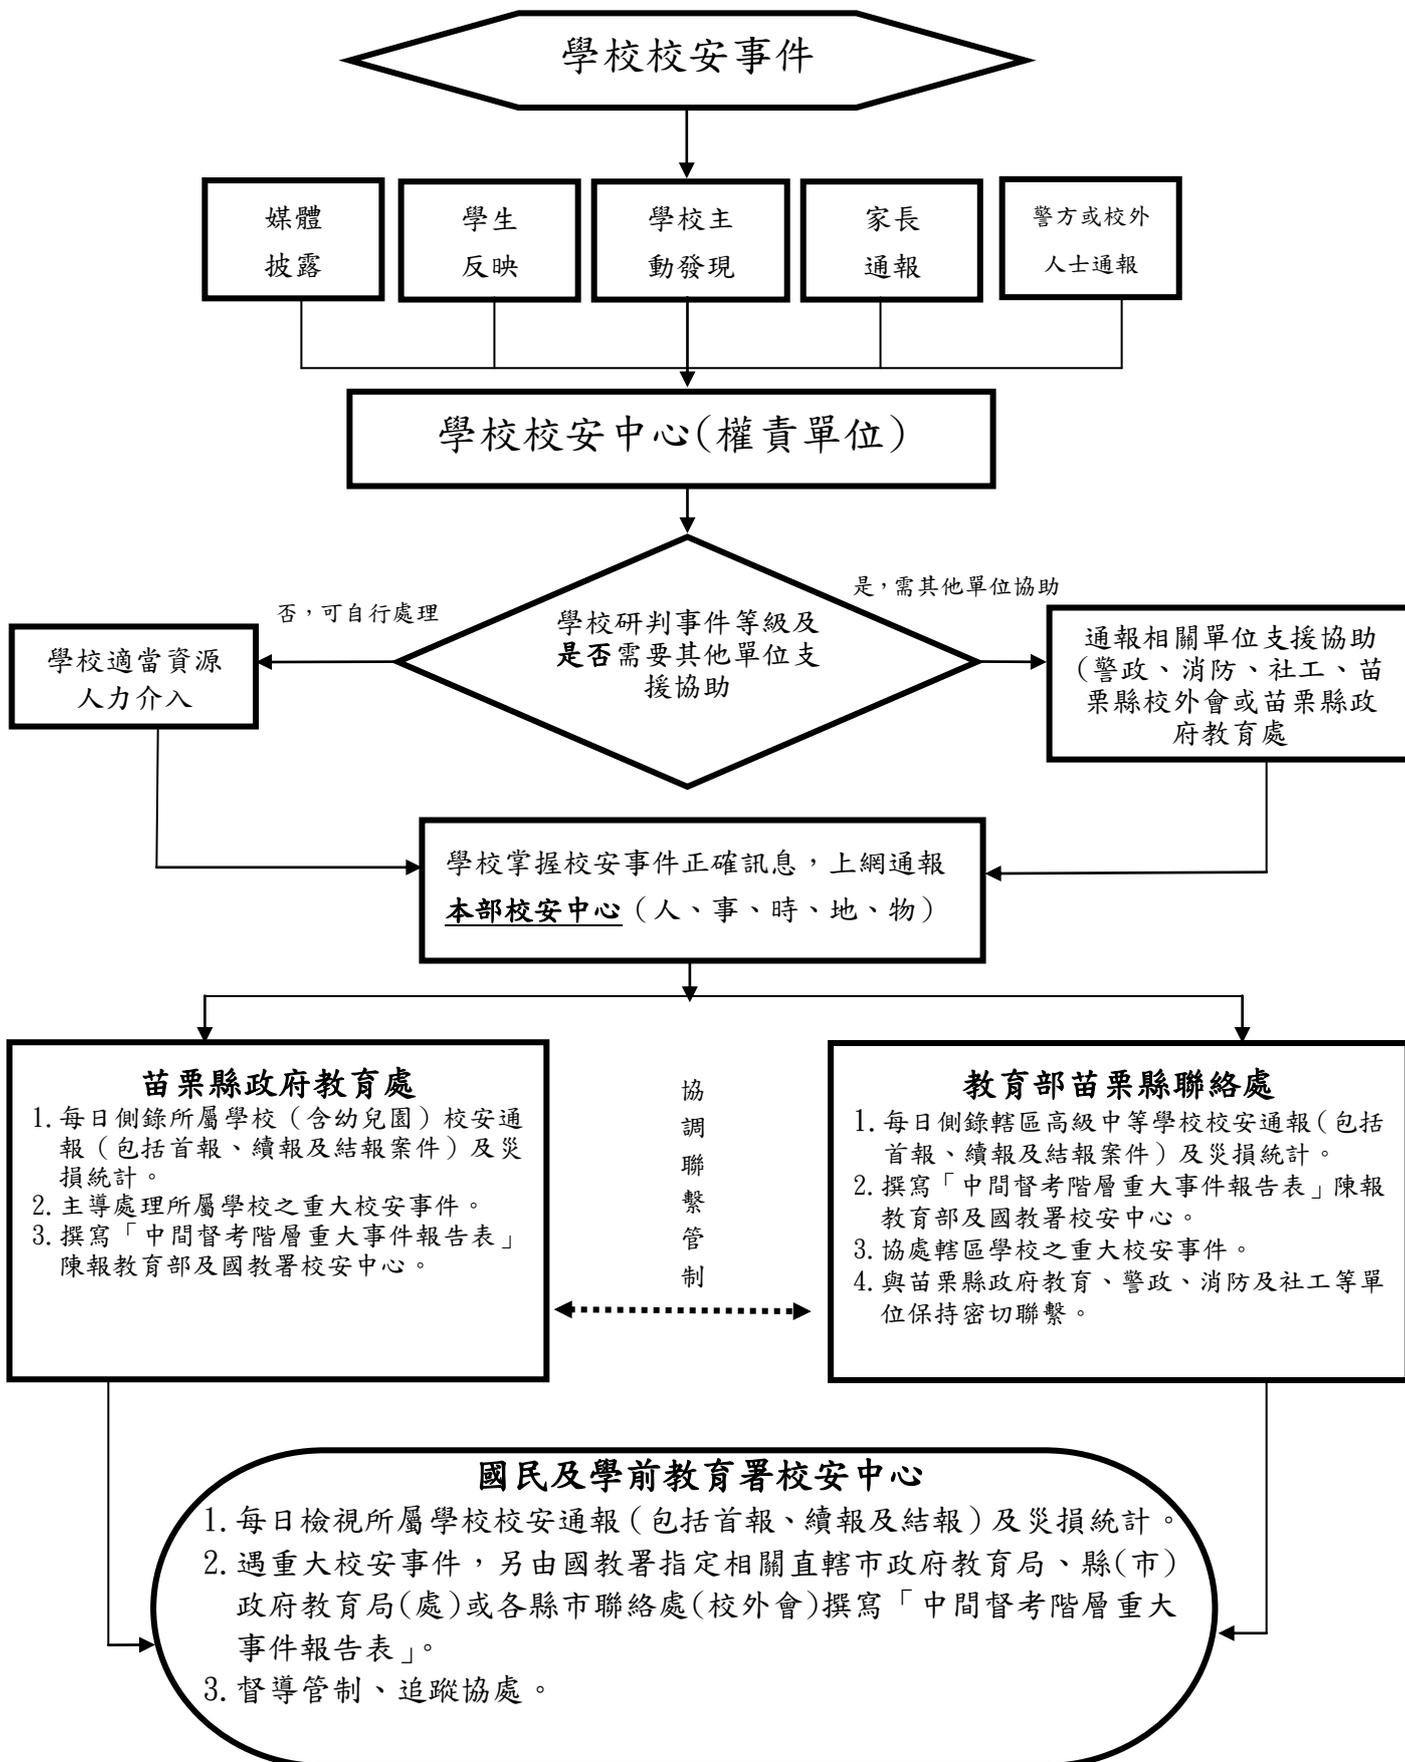 學校校安事件
媒體
披露
學生
反映
學校主
動發現
家長
通報
警方或校外
人士通報
學校校安中心(權責單位)
否，可自行處理
是，需其他單位協助
學校研判事件等級及
是否需要其他單位支
援協助
學校適當資源
人力介入
通報相關單位支援協助
（警政、消防、社工、苗
栗縣校外會或苗栗縣政
府教育處
學校掌握校安事件正確訊息，上網通報
本部校安中心（人、事、時、地、物）
苗栗縣政府教育處
1.每日側錄所屬學校（含幼兒園）校安通
報（包括首報、續報及結報案件）及災
損統計。
2.主導處理所屬學校之重大校安事件。
3.撰寫「中間督考階層重大事件報告表」
陳報教育部及國教署校安中心。
協
調
聯
繫
管
制
教育部苗栗縣聯絡處
1.每日側錄轄區高級中等學校校安通報（包括
首報、續報及結報案件）及災損統計。
2.撰寫「中間督考階層重大事件報告表」陳報
教育部及國教署校安中心。
3.協處轄區學校之重大校安事件。
4.與苗栗縣政府教育、警政、消防及社工等單
位保持密切聯繫。
國民及學前教育署校安中心
1.每日檢視所屬學校校安通報（包括首報、續報及結報）及災損統計。
2.遇重大校安事件，另由國教署指定相關直轄市政府教育局、縣(市)
政府教育局(處)或各縣市聯絡處(校外會)撰寫「中間督考階層重大
事件報告表」。
3.督導管制、追蹤協處。